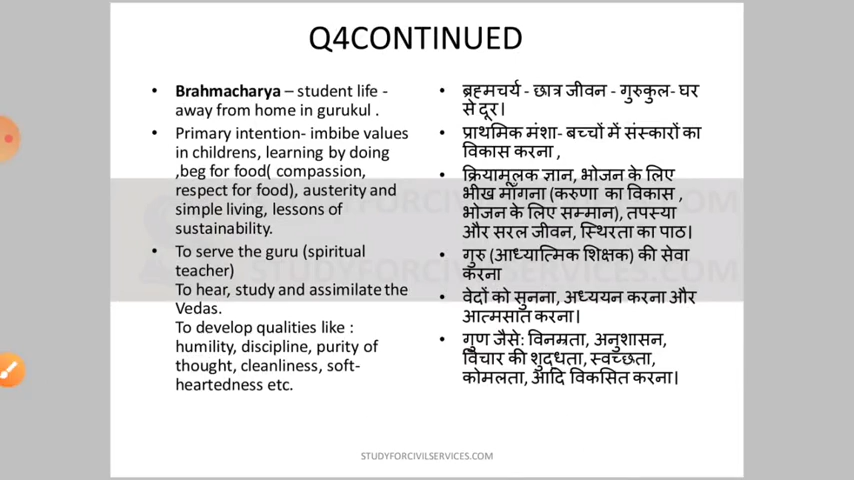 Q4CONTINUED
• Brahmacharya – student life -
away from home in gurukul .
• Primary intention- imbibe values
in childrens, learning by doing
,beg for food( compassion,
respect for food), austerity and
simple living, lessons of
sustainability.
• To serve the guru (spiritual
teacher)
To hear, study and assimilate the
Vedas.
To develop qualities like :
humility, discipline, purity of
thought, cleanliness, soft-
heartedness etc.
• ब्रह्मचर्य - छात्र जीवन - गुरुकुल- घर
से दूर।
• प्राथमिक मंशा- बच्चों में संस्कारों का
विकास करना ,
• क्रियामूलक ज्ञान, भोजन के लिए
भीख माँगना (करुणा का विकास ,
भोजन के लिए सम्मान), तपस्या
और सरल जीवन, स्थिरता का पाठ।
• गुरु (आध्यात्मिक शिक्षक) की सेवा
करना
• वेदों को सुनना, अध्ययन करना और
आत्मसात करना।
• गुण जैसे: विनम्रता, अनुशासन,
विचार की शुद्धता, स्वच्छता,
कोमलता, आदि विकसित करना।
STUDYFORCIVILSERVICES.COM